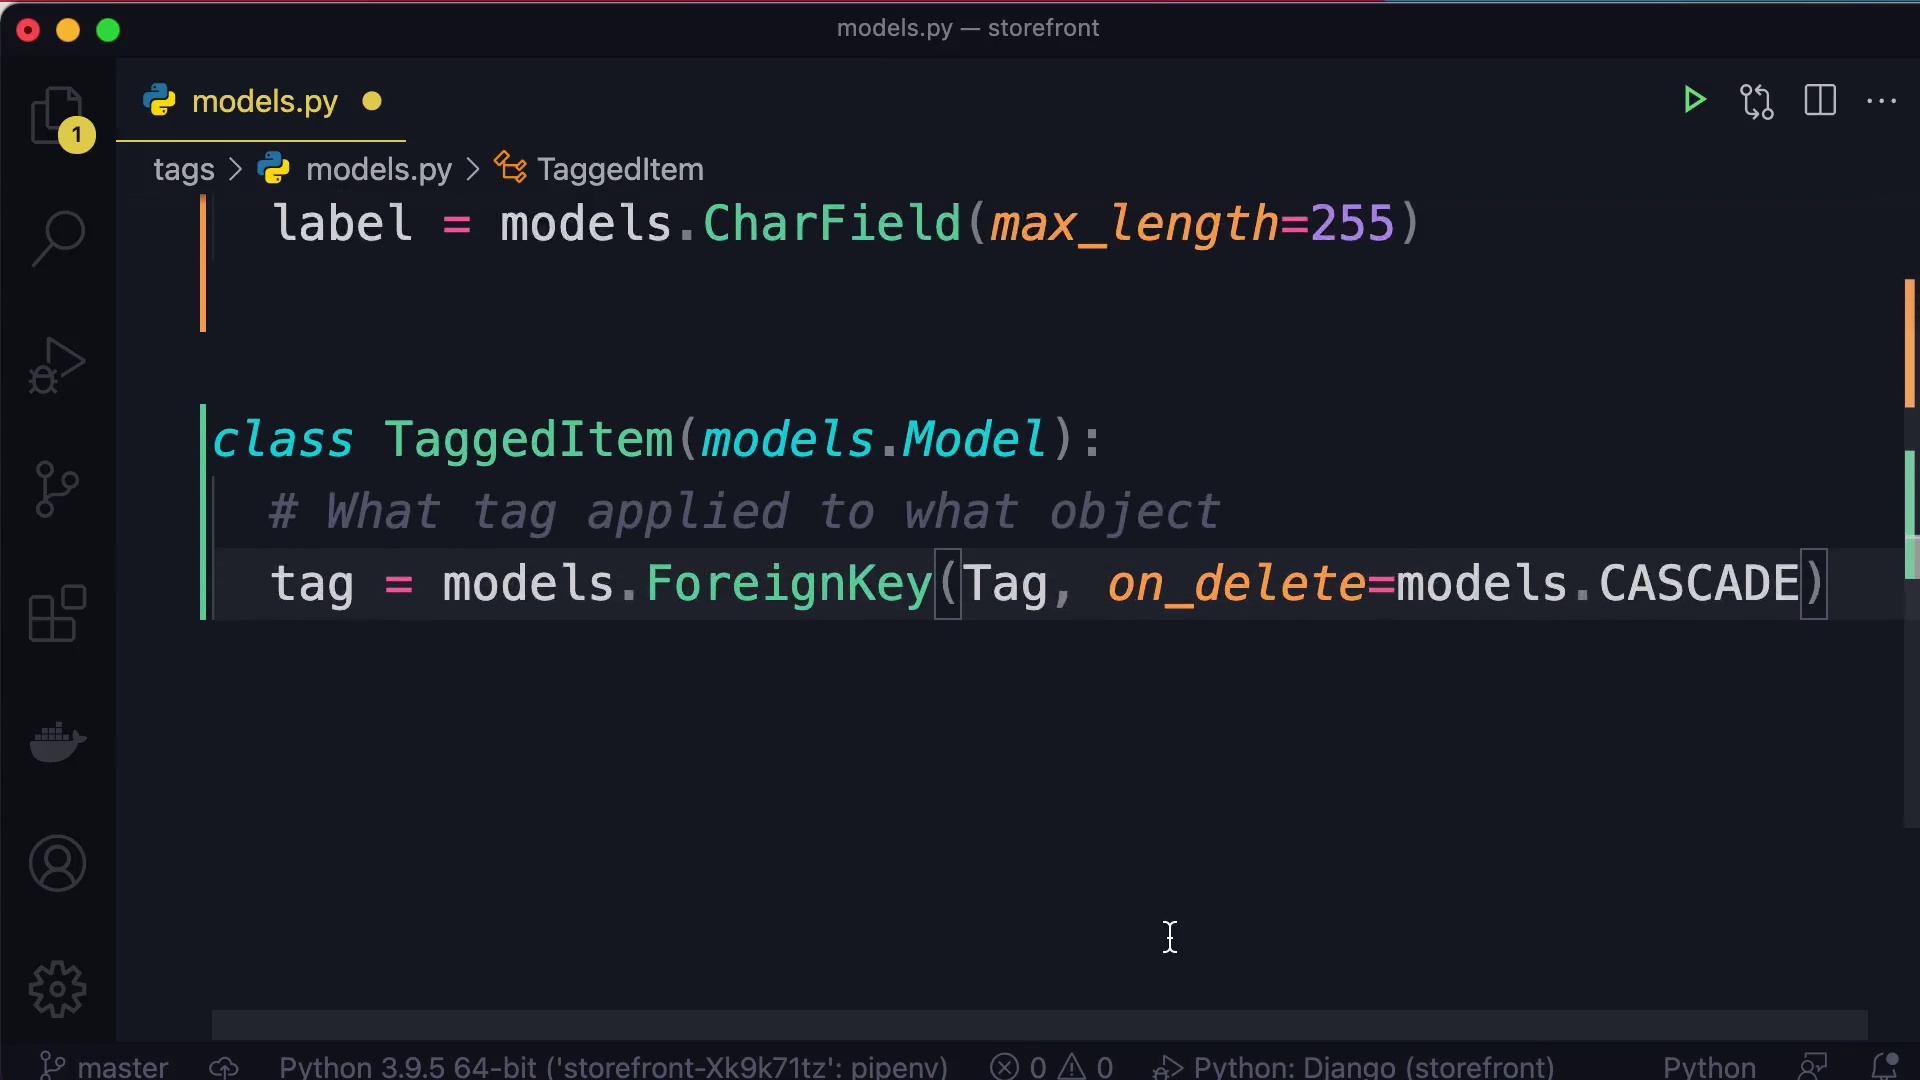 models.py — storefront
models.py
1
tags > models.py > TaggedItem
label = models.CharField(max_length=255)
class TaggedItem(models.Model):
# What tag applied to what object
tag = models.ForeignKey(Tag, on_delete=models.CASCADE)
master Python 3.9.5 64-bit ('storefront-Xk9k71tz': pipenv) 0 0 Python: Django (storefront) Python